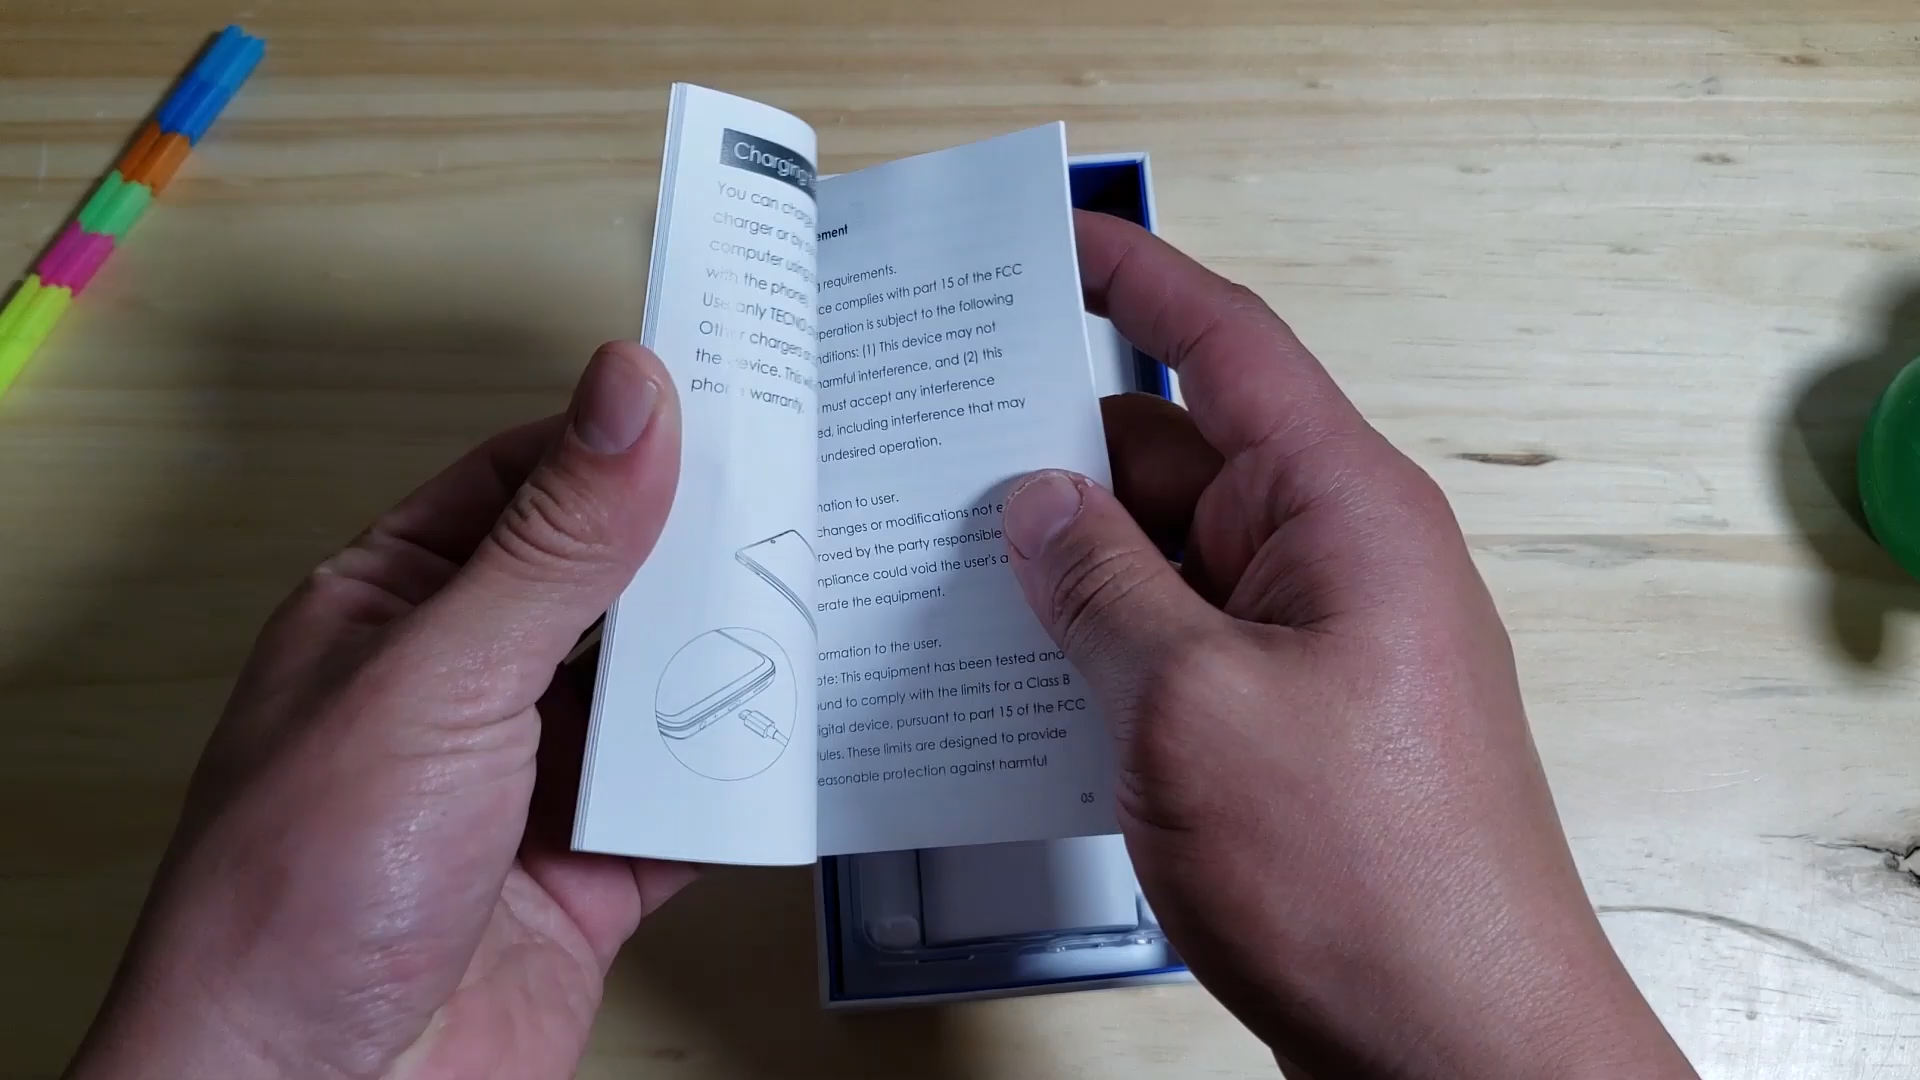 Charging
You can charge
charger or by
computer using
with the phone)
Use only TECNO
Other chargers
the device. This
phone warranty.
ement
requirements.
ce complies with part 15 of the FCC
peration is subject to the following
nditions: (1) This device may not
harmful interference, and (2) this
must accept any interference
ed, including interference that may
undesired operation.
mation to user.
changes or modifications not e
roved by the party responsible
mpliance could void the user's a
erate the equipment.
ormation to the user.
ote: This equipment has been tested and
und to comply with the limits for a Class B
igital device, pursuant to part 15 of the FCC
ules. These limits are designed to provide
easonable protection against harmful
05